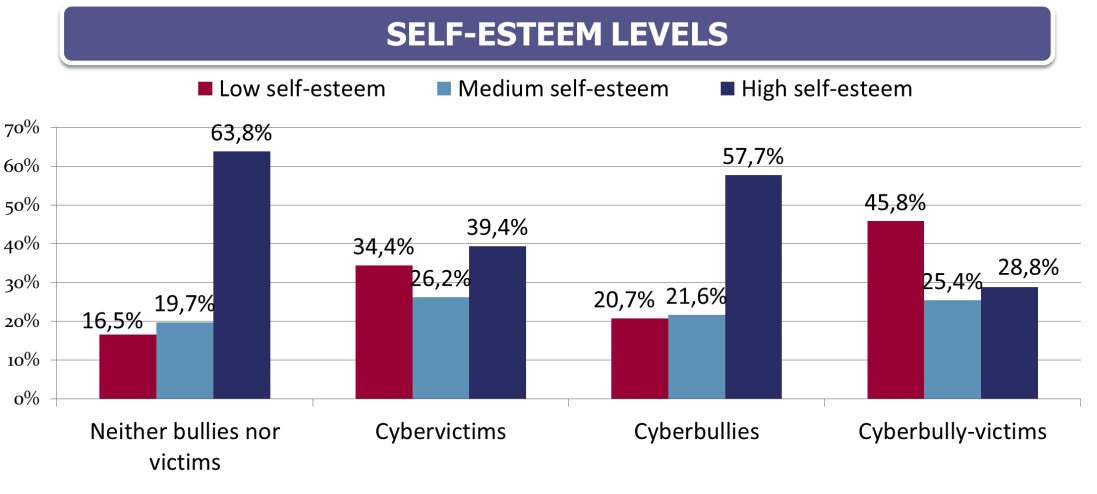 SELF-ESTEEM LEVELS
Low self-esteem Medium self-esteem High self-esteem
70%
60%
50%
40%
30%
20%
10%
0%
16,5% 19,7% 63,8%
34,4% 26,2% 39,4%
20,7% 21,6% 57,7%
45,8% 25,4% 28,8%
Neither bullies nor
victims
Cybervictims
Cyberbullies
Cyberbully-victims